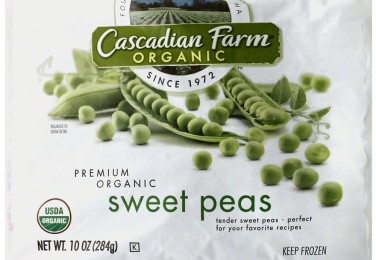 Cascadian Farm®
ORGANIC
SINCE 1972
PREMIUM
ORGANIC
sweet peas
tender sweet peas - perfect
for your favorite recipes
USDA
ORGANIC
NET WT. 10 OZ (284g)
K
KEEP FROZEN